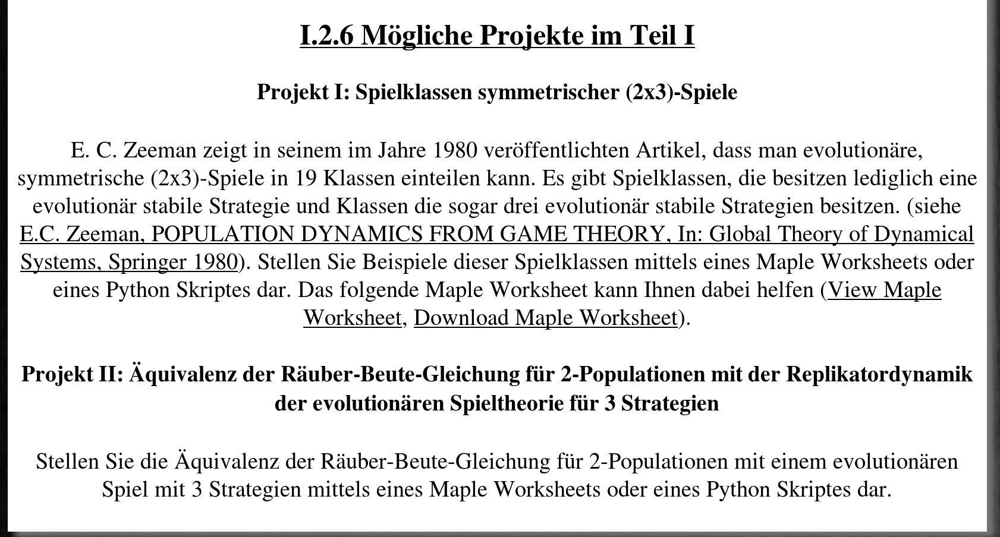 I.2.6 Mögliche Projekte im Teil I
Projekt I: Spielklassen symmetrischer (2x3)-Spiele
E. C. Zeeman zeigt in seinem im Jahre 1980 veröffentlichten Artikel, dass man evolutionäre,
symmetrische (2x3)-Spiele in 19 Klassen einteilen kann. Es gibt Spielklassen, die besitzen lediglich eine
evolutionär stabile Strategie und Klassen die sogar drei evolutionär stabile Strategien besitzen. (siehe
E.C. Zeeman, POPULATION DYNAMICS FROM GAME THEORY, In: Global Theory of Dynamical
Systems, Springer 1980). Stellen Sie Beispiele dieser Spielklassen mittels eines Maple Worksheets oder
eines Python Skriptes dar. Das folgende Maple Worksheet kann Ihnen dabei helfen (View Maple
Worksheet, Download Maple Worksheet).
Projekt II: Äquivalenz der Räuber-Beute-Gleichung für 2-Populationen mit der Replikatordynamik
der evolutionären Spieltheorie für 3 Strategien
Stellen Sie die Äquivalenz der Räuber-Beute-Gleichung für 2-Populationen mit einem evolutionären
Spiel mit 3 Strategien mittels eines Maple Worksheets oder eines Python Skriptes dar.